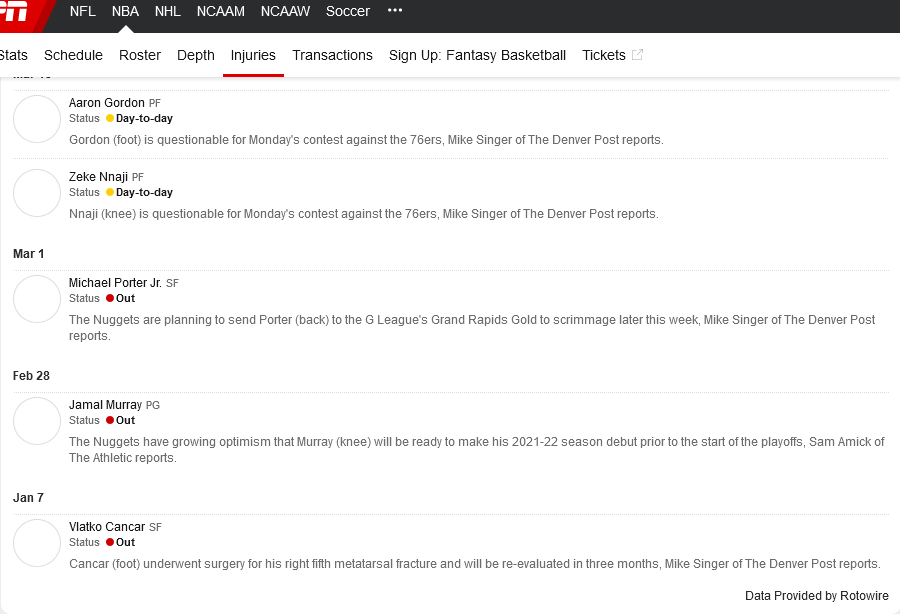 NFL NBA NHL NCAAM NCAAW Soccer •••
Stats Schedule Roster Depth Injuries Transactions Sign Up: Fantasy Basketball Tickets
Aaron Gordon PF
Status Day-to-day
Gordon (foot) is questionable for Monday's contest against the 76ers, Mike Singer of The Denver Post reports.
Zeke Nnaji PF
Status Day-to-day
Nnaji (knee) is questionable for Monday's contest against the 76ers, Mike Singer of The Denver Post reports.
Mar 1
Michael Porter Jr. SF
Status Out
The Nuggets are planning to send Porter (back) to the G League's Grand Rapids Gold to scrimmage later this week, Mike Singer of The Denver Post
reports.
Feb 28
Jamal Murray PG
Status Out
The Nuggets have growing optimism that Murray (knee) will be ready to make his 2021-22 season debut prior to the start of the playoffs, Sam Amick of
The Athletic reports.
Jan 7
Vlatko Cancar SF
Status Out
Cancar (foot) underwent surgery for his right fifth metatarsal fracture and will be re-evaluated in three months, Mike Singer of The Denver Post reports.
Data Provided by Rotowire